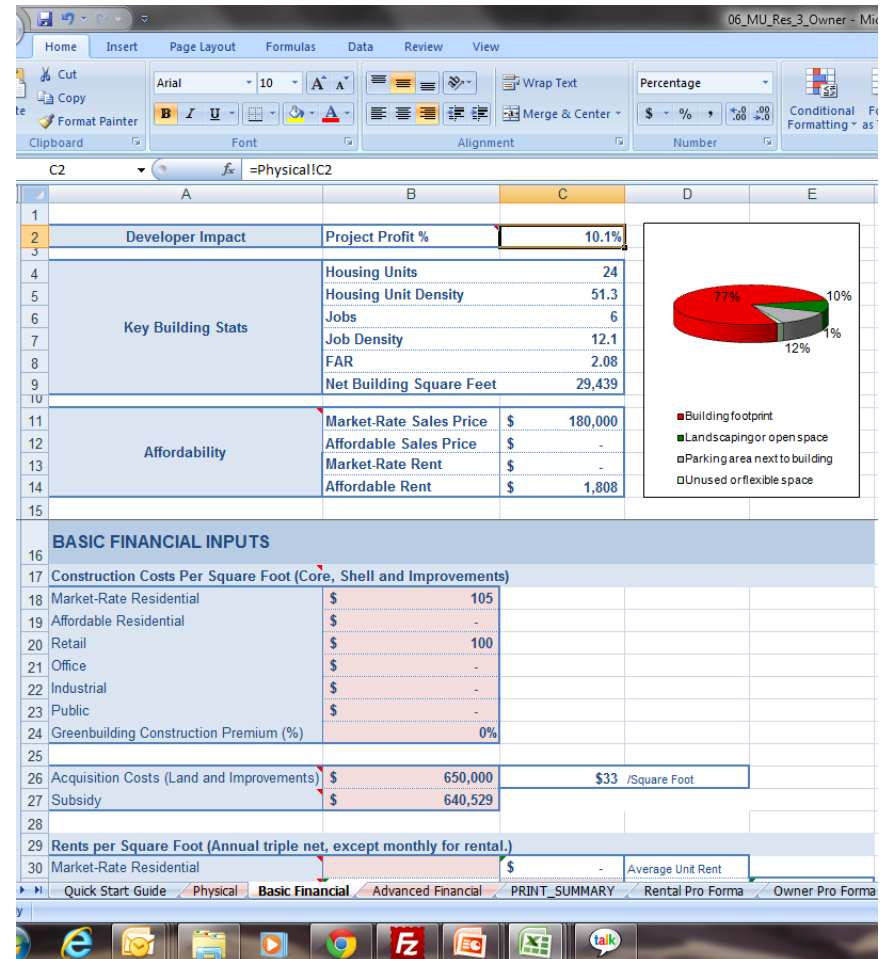 06_MU_Res_3_Owner - Mic
Home Insert Page Layout Formulas Data Review View
Cut
Copy
Format Painter
te
Arial 10 A A
B I U A
Wrap Text
Merge & Center
Percentage
$ % , .0 .00 .00 .0
Conditional Formatting
Fo
as
Clipboard Font Alignment Number
C2 fx =Physical!C2
A B C D E
1
2 Developer Impact Project Profit % 10.1%
3
4 Housing Units 24
5 Housing Unit Density 51.3
6 Jobs 6
Key Building Stats
7 Job Density 12.1
8 FAR 2.08
9 Net Building Square Feet 29,439
10
11 Market-Rate Sales Price $ 180,000
12 Affordable Sales Price $ -
Affordability
13 Market-Rate Rent $ -
14 Affordable Rent $ 1,808
77% 10%
1%
12%
Building footprint
Landscaping or open space
Parking area next to building
Unused or flexible space
15
16 BASIC FINANCIAL INPUTS
17 Construction Costs Per Square Foot (Core, Shell and Improvements)
18 Market-Rate Residential $ 105
19 Affordable Residential $ -
20 Retail $ 100
21 Office $ -
22 Industrial $ -
23 Public $ -
24 Greenbuilding Construction Premium (%) 0%
25
26 Acquisition Costs (Land and Improvements) $ 650,000 $33 /Square Foot
27 Subsidy $ 640,529
28
29 Rents per Square Foot (Annual triple net, except monthly for rental.)
30 Market-Rate Residential $ - Average Unit Rent
Quick Start Guide Physical Basic Financial Advanced Financial PRINT_SUMMARY Rental Pro Forma Owner Pro Forma
y
talk